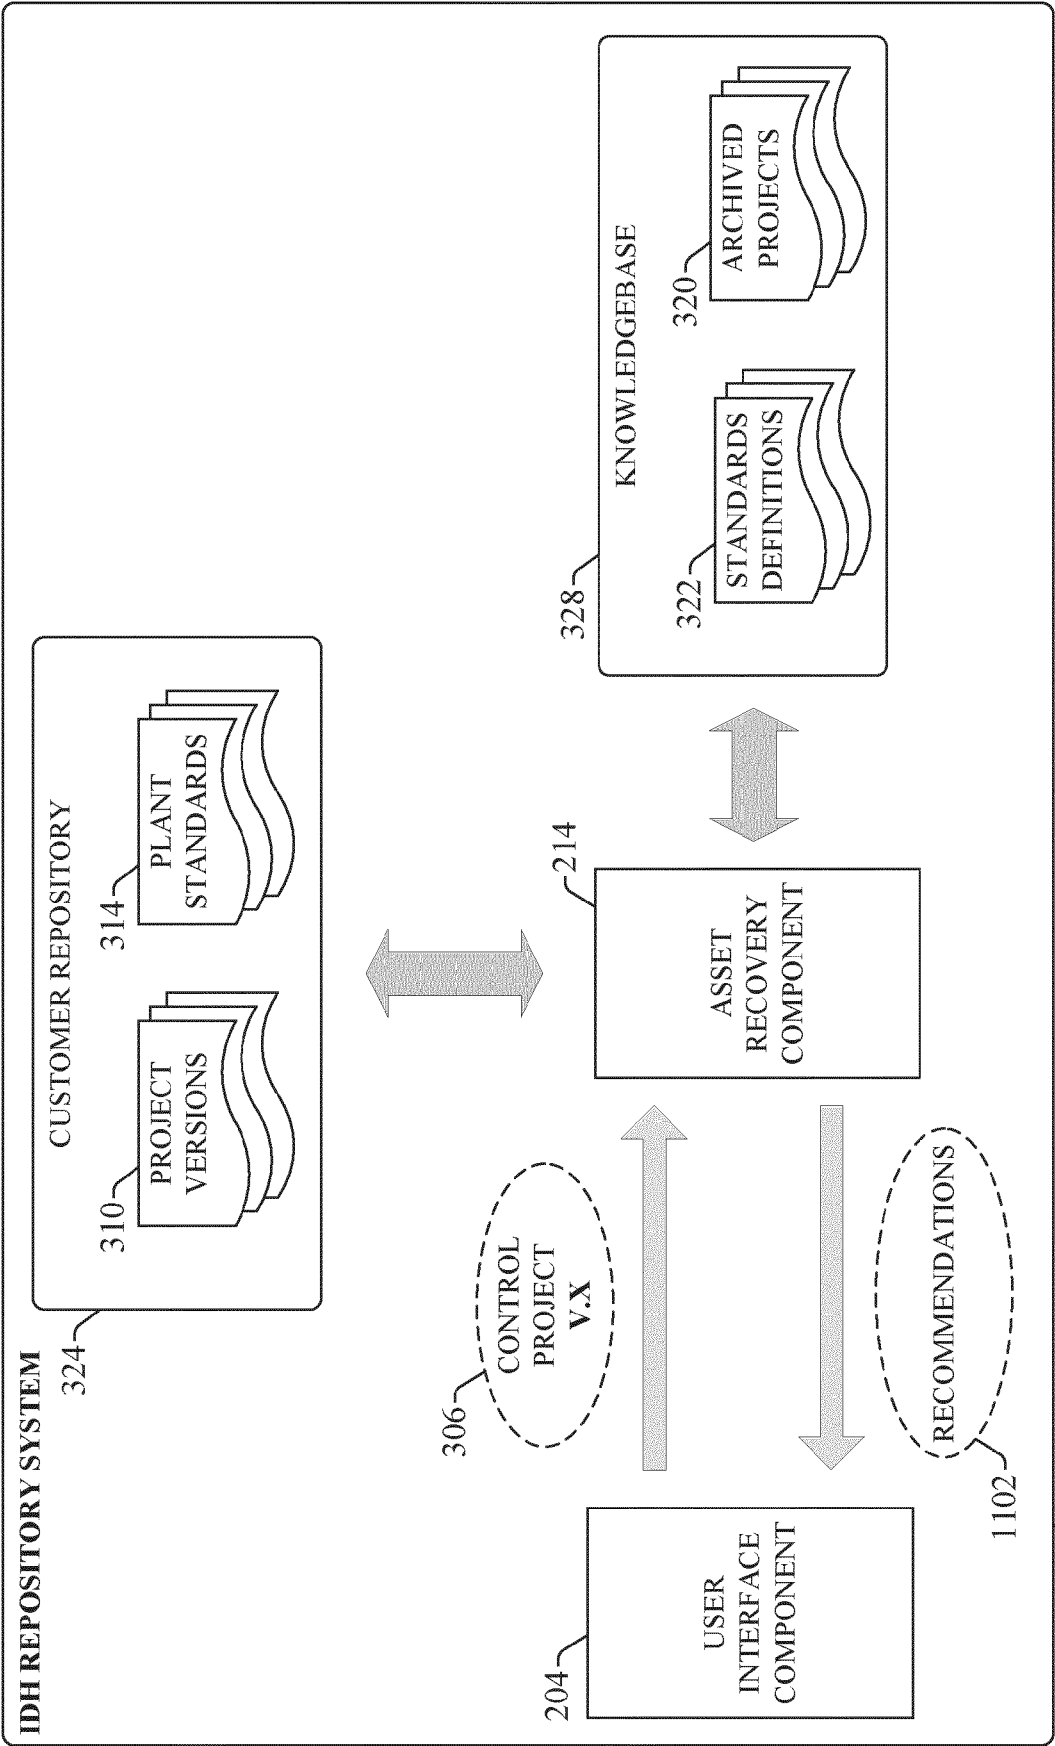 IDH REPOSITORY SYSTEM
324
CUSTOMER REPOSITORY
310
PROJECT
VERSIONS
314
PLANT
STANDARDS
306
CONTROL
PROJECT
V.X
204
USER
INTERFACE
COMPONENT
1102
RECOMMENDATIONS
214
ASSET
RECOVERY
COMPONENT
328
KNOWLEDGEBASE
322
STANDARDS
DEFINITIONS
320
ARCHIVED
PROJECTS